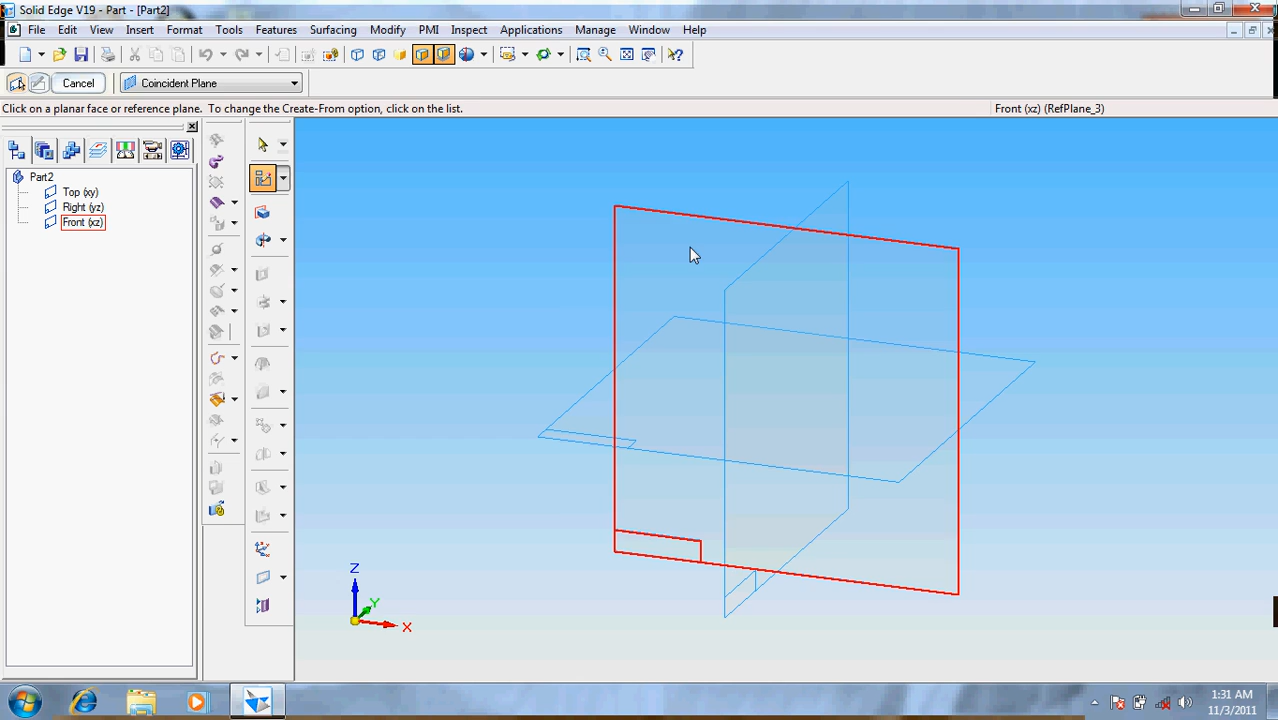 Solid Edge V19 - Part - [Part2]
File Edit View Insert Format Tools Features Surfacing Modify PMI Inspect Applications Manage Window Help
Cancel Coincident Plane
Click on a planar face or reference plane. To change the Create-From option, click on the list. Front (xz) (RefPlane_3)
Part2
Top (xy)
Right (yz)
Front (xz)
Z
Y
X
1:31 AM
11/3/2011